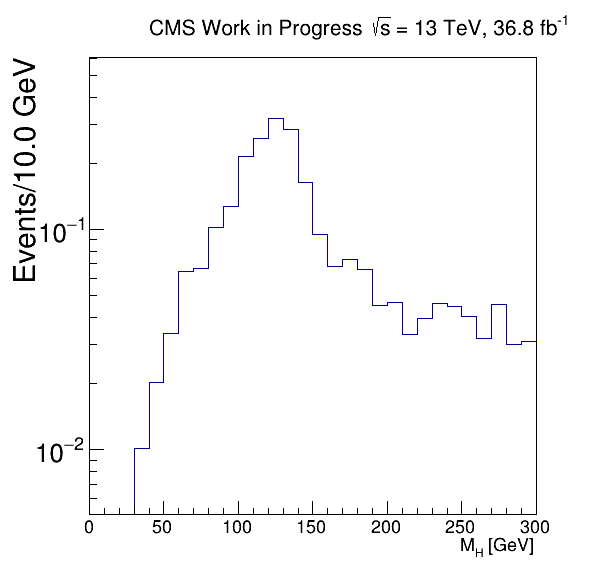 CMS Work in Progress √s = 13 TeV, 36.8 fb⁻¹
Events/10.0 GeV
10⁻¹
10⁻²
0 50 100 150 200 250 300
M_H [GeV]